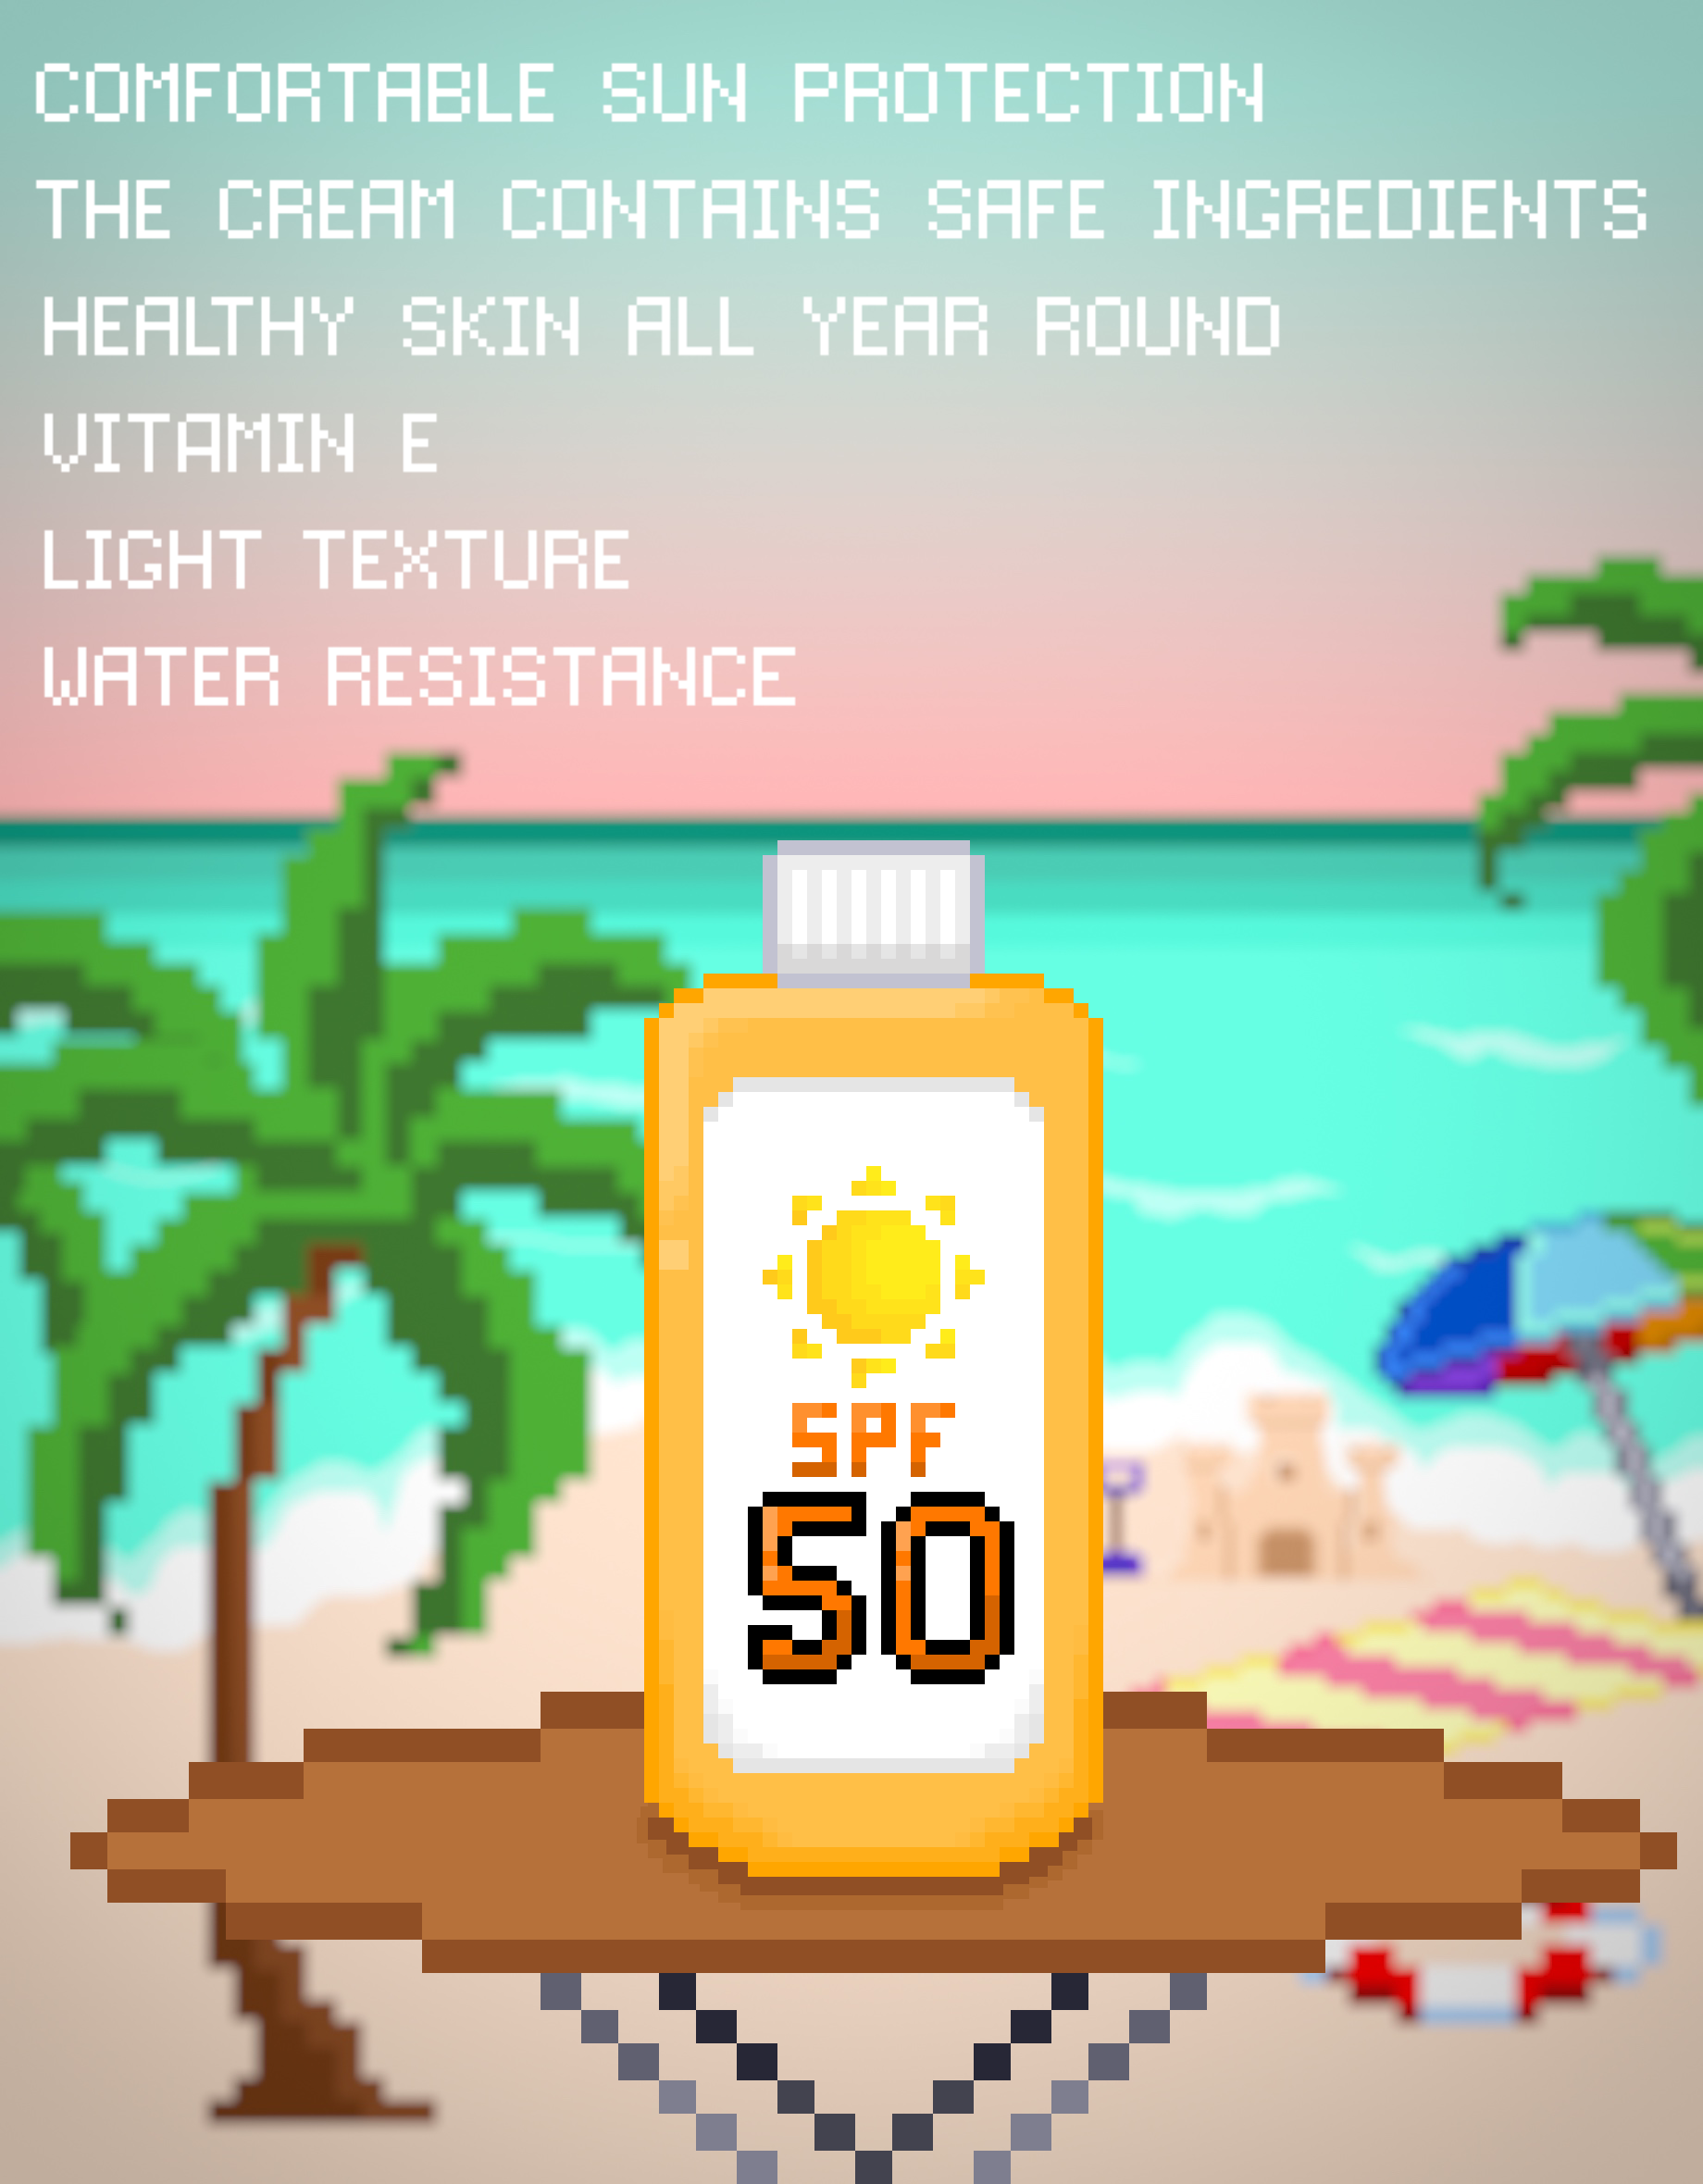 COMFORTABLE SUN PROTECTION
THE CREAM CONTAINS SAFE INGREDIENTS
HEALTHY SKIN ALL YEAR ROUND
VITAMIN E
LIGHT TEXTURE
WATER RESISTANCE
SPF
50